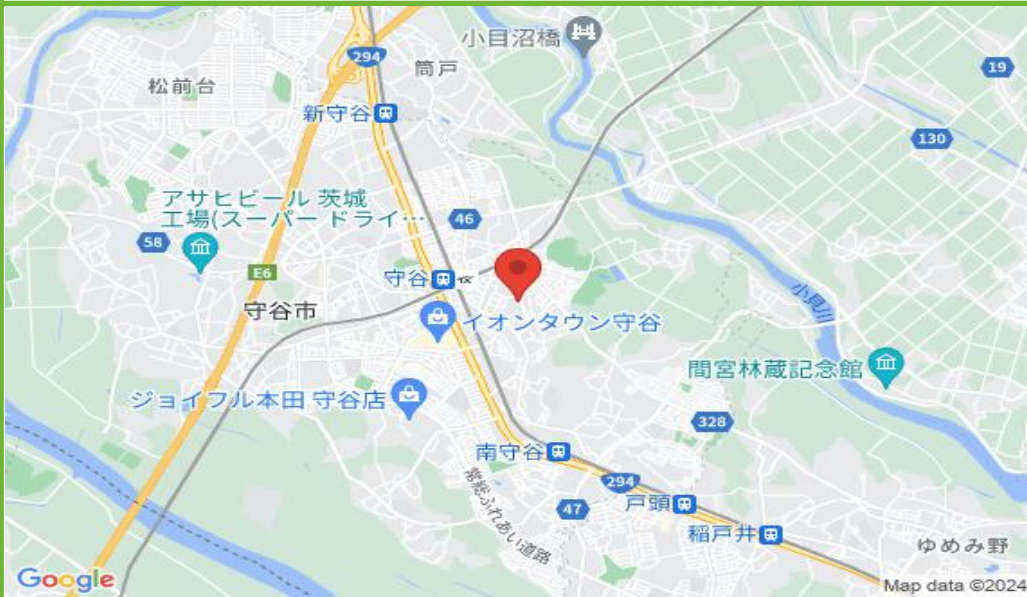 小目沼橋
294
筒戸
19
松前台
新守谷
130
アサヒビール 茨城
工場(スーパードライ…
46
58
E6
守谷
小貝川
守谷市
イオンタウン守谷
間宮林蔵記念館
ジョイフル本田 守谷店
328
南守谷
294
常総ふれあい道路
47
戸頭
稲戸井
ゆめみ野
Google
Map data ©2024